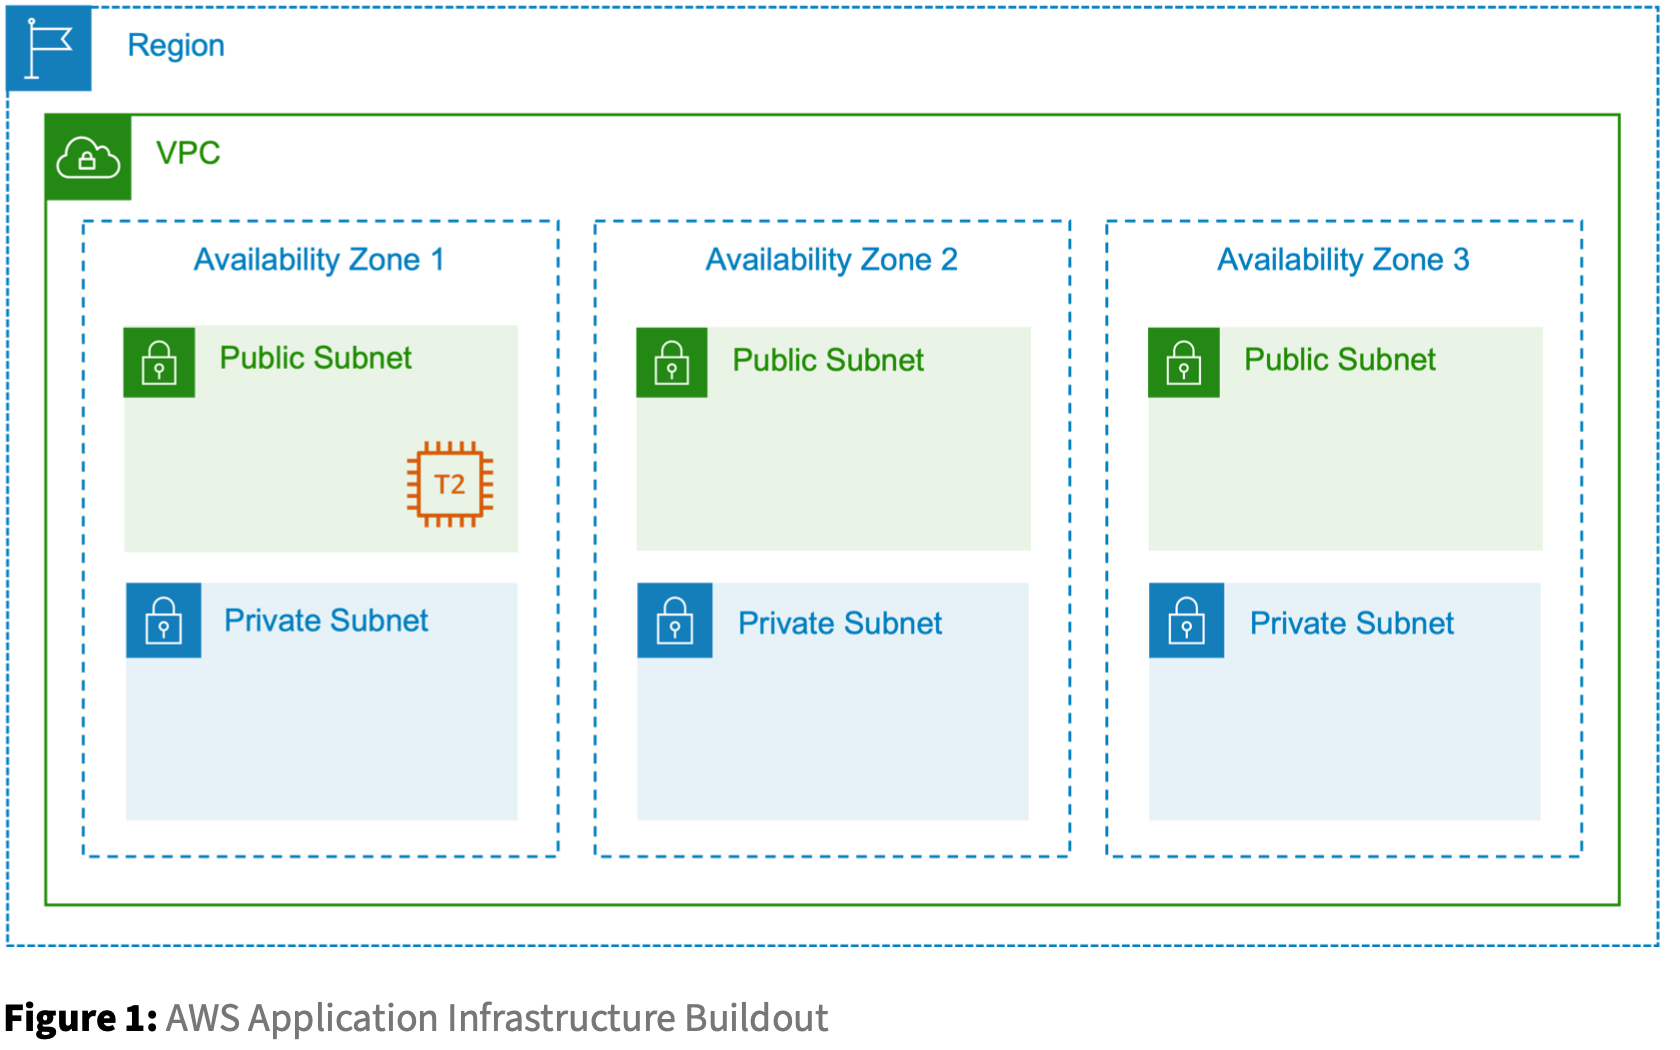 Region
VPC
Availability Zone 1
Availability Zone 2
Availability Zone 3
Public Subnet
Public Subnet
Public Subnet
T2
Private Subnet
Private Subnet
Private Subnet
Figure 1: AWS Application Infrastructure Buildout